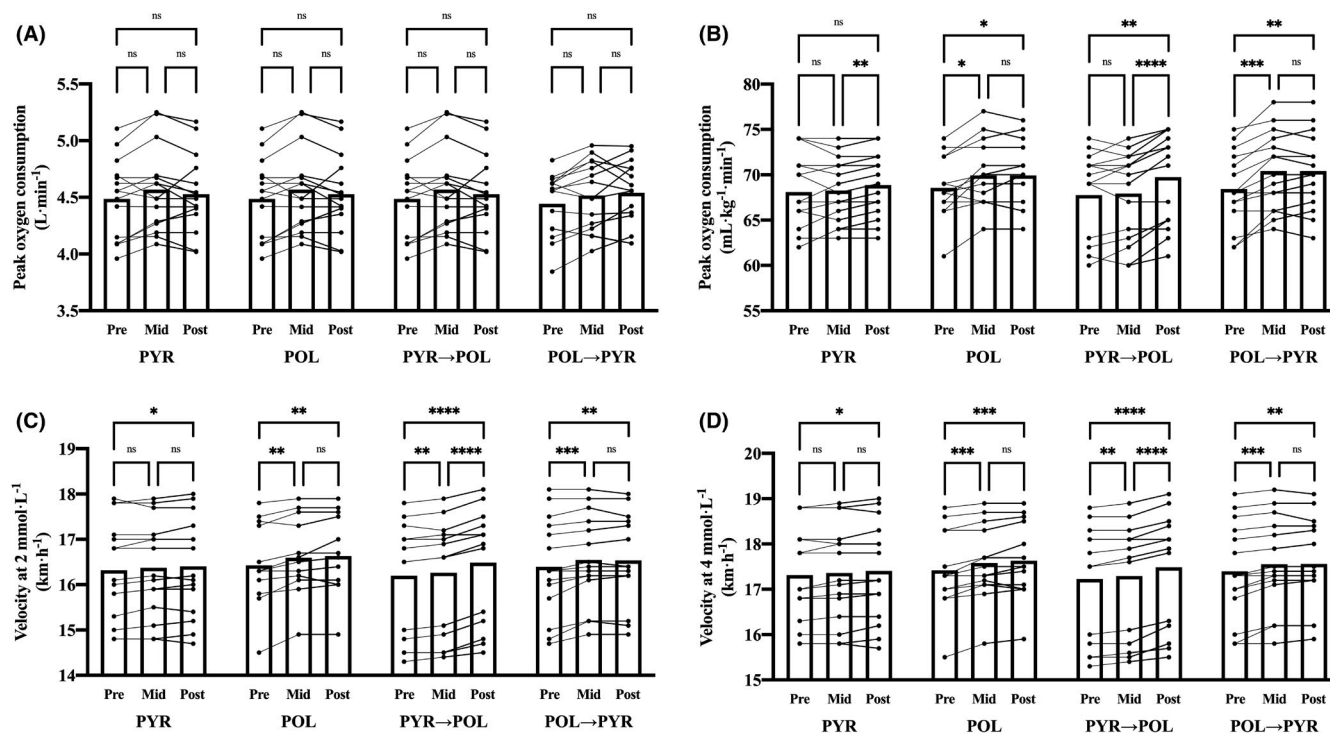 (A)
ns ns ns ns
ns ns ns ns ns ns ns ns
Peak oxygen consumption
(L·min⁻¹)
5.5
5.0
4.5
4.0
3.5
Pre Mid Post Pre Mid Post Pre Mid Post Pre Mid Post
PYR POL PYR→POL POL→PYR
(B)
ns * ** **
ns ** * ns ns **** *** ns
Peak oxygen consumption
(mL·kg⁻¹·min⁻¹)
80
75
70
65
60
55
Pre Mid Post Pre Mid Post Pre Mid Post Pre Mid Post
PYR POL PYR→POL POL→PYR
(C)
* ** **** **
ns ns ** ns ** **** *** ns
Velocity at 2 mmol·L⁻¹
(km·h⁻¹)
19
18
17
16
15
14
Pre Mid Post Pre Mid Post Pre Mid Post Pre Mid Post
PYR POL PYR→POL POL→PYR
(D)
* *** **** **
ns ns *** ns ** **** *** ns
Velocity at 4 mmol·L⁻¹
(km·h⁻¹)
20
19
18
17
16
15
Pre Mid Post Pre Mid Post Pre Mid Post Pre Mid Post
PYR POL PYR→POL POL→PYR